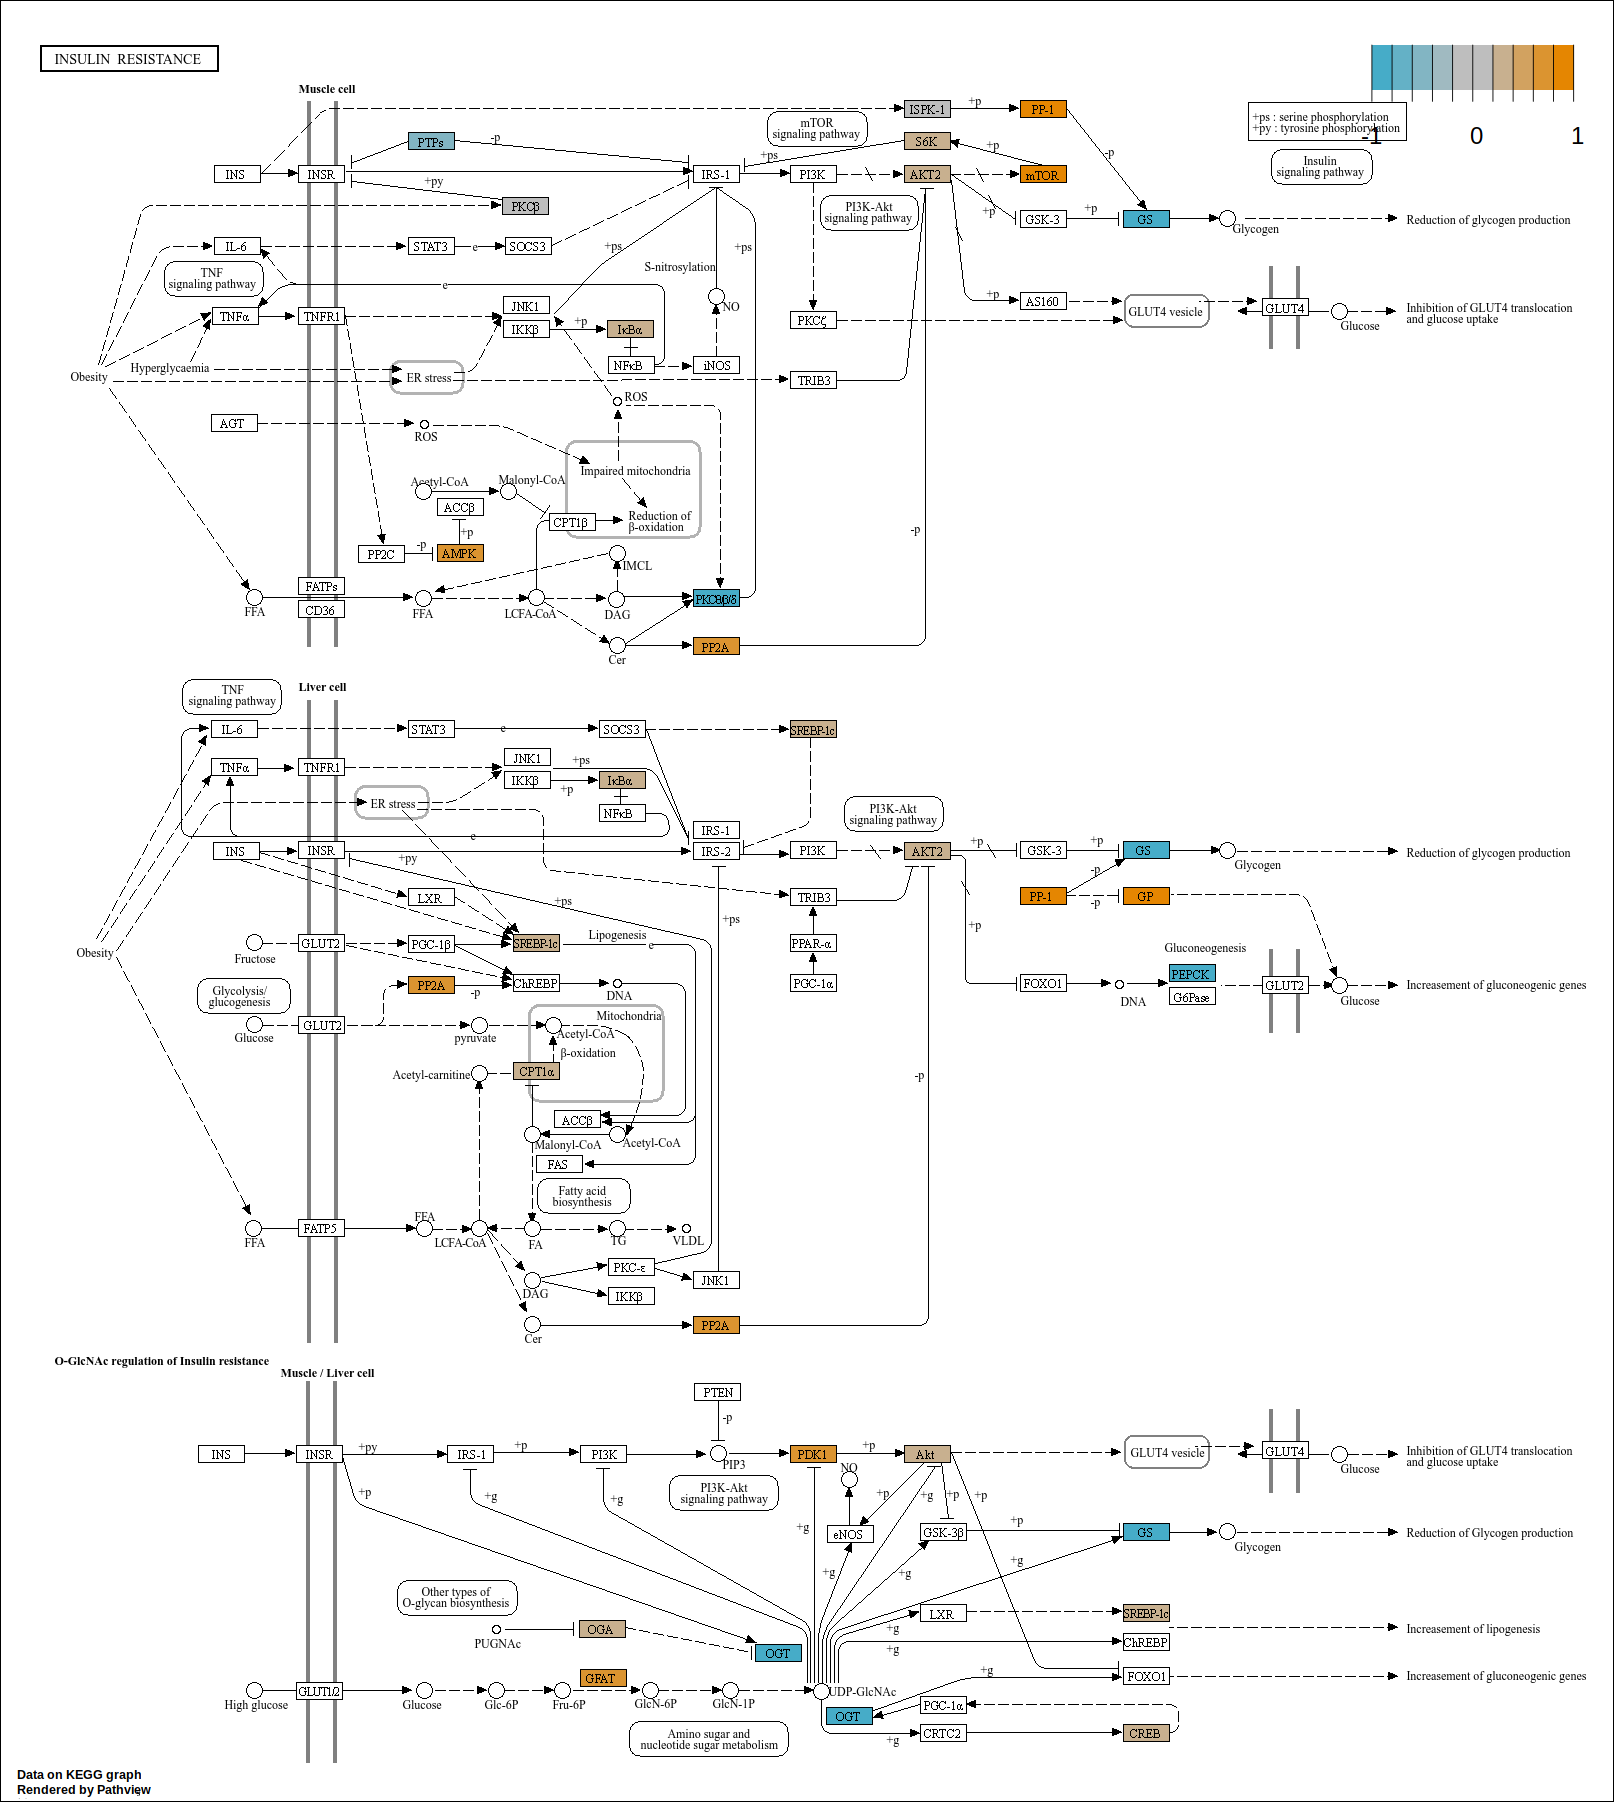 INSULIN RESISTANCE
-1
0
1
+ps : serine phosphorylation
+py : tyrosine phosphorylation
Insulin
signaling pathway
Muscle cell
ISPK-1
+p
PP-1
mTOR
signaling pathway
PTPs
-p
S6K
+p
-p
+ps
INS
INSR
IRS-1
PI3K
AKT2
mTOR
+py
PKCβ
PI3K-Akt
signaling pathway
+p
GSK-3
+p
GS
Glycogen
Reduction of glycogen production
IL-6
STAT3
e
SOCS3
+ps
+ps
TNF
signaling pathway
S-nitrosylation
e
NO
+p
AS160
GLUT4 vesicle
GLUT4
Glucose
Inhibition of GLUT4 translocation
and glucose uptake
TNFα
TNFR1
JNK1
IKKβ
+p
IκBα
PKCζ
Hyperglycaemia
Obesity
ER stress
NFκB
iNOS
TRIB3
ROS
AGT
ROS
Impaired mitochondria
Acetyl-CoA
Malonyl-CoA
ACCβ
CPT1β
Reduction of
β-oxidation
+p
-p
PP2C
-p
AMPK
IMCL
FATPs
FFA
CD36
FFA
LCFA-CoA
DAG
Cer
PP2A
Liver cell
TNF
signaling pathway
IL-6
STAT3
e
SOCS3
SREBP-1c
TNFα
TNFR1
JNK1
IKKβ
+ps
+p
IκBα
ER stress
NFκB
PI3K-Akt
signaling pathway
e
IRS-1
INS
INSR
+py
IRS-2
PI3K
AKT2
+p
GSK-3
+p
GS
Glycogen
Reduction of glycogen production
-p
LXR
+ps
+ps
TRIB3
PP-1
-p
GP
+p
Obesity
Fructose
GLUT2
PGC-1β
SREBP-1c
Lipogenesis
e
PPAR-α
Gluconeogenesis
PEPCK
Glycolysis/
glucogenesis
PP2A
-p
ChREBP
DNA
PGC-1α
FOXO1
DNA
G6Pase
GLUT2
Glucose
Increasement of gluconeogenic genes
Glucose
GLUT2
pyruvate
Mitochondria
Acetyl-CoA
β-oxidation
Acetyl-carnitine
CPT1α
-p
ACCβ
Malonyl-CoA
Acetyl-CoA
FAS
Fatty acid
biosynthesis
FFA
FATP5
FFA
LCFA-CoA
FA
TG
VLDL
PKC-ε
DAG
JNK1
IKKβ
Cer
PP2A
O-GlcNAc regulation of Insulin resistance
Muscle / Liver cell
PTEN
-p
INS
INSR
+py
IRS-1
+p
PI3K
PIP3
PDK1
+p
Akt
GLUT4 vesicle
GLUT4
Glucose
Inhibition of GLUT4 translocation
and glucose uptake
NO
PI3K-Akt
signaling pathway
+p
+g
+g
+p
+g
+p
+p
+g
eNOS
GSK-3β
+p
GS
Glycogen
Reduction of Glycogen production
+g
+g
+g
Other types of
O-glycan biosynthesis
PUGNAc
OGA
OGT
LXR
+g
SREBP-1c
Increasement of lipogenesis
+g
ChREBP
GFAT
+g
FOXO1
Increasement of gluconeogenic genes
High glucose
GLUT1/2
Glucose
Glc-6P
Fru-6P
GlcN-6P
GlcN-1P
UDP-GlcNAc
OGT
PGC-1α
Amino sugar and
nucleotide sugar metabolism
+g
CRTC2
CREB
Data on KEGG graph
Rendered by Pathview